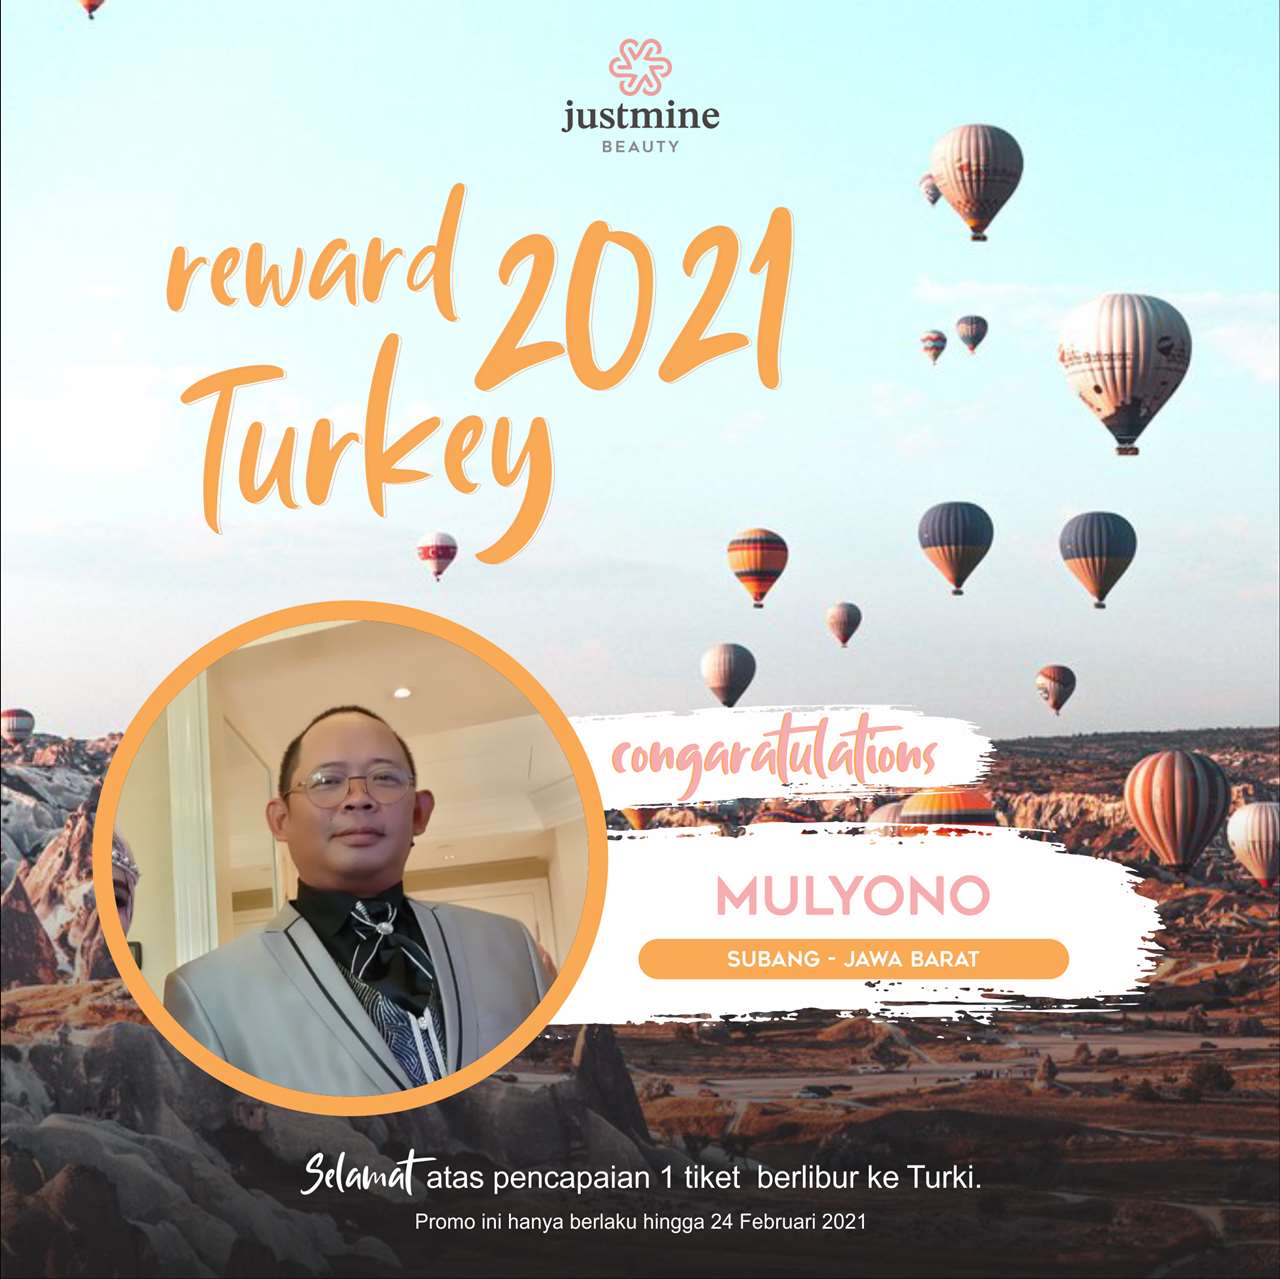 justmine
BEAUTY
reward 2021
Turkey
congaratulations
MULYONO
SUBANG - JAWA BARAT
Selamat atas pencapaian 1 tiket berlibur ke Turki.
Promo ini hanya berlaku hingga 24 Februari 2021